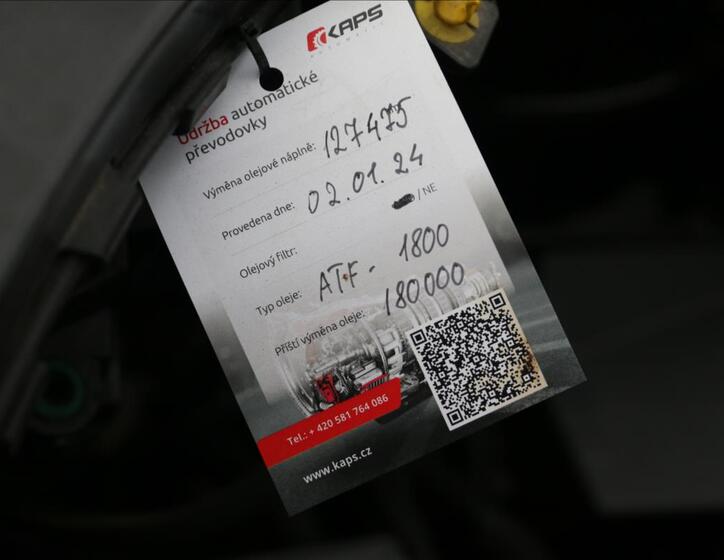 KAPS
AUTOMATIC
Údržba automatické
převodovky
Výměna olejové náplně: 127475
Provedena dne: 02.01.24
Olejový filtr: / NE
Typ oleje: ATF - 1800
Příští výměna oleje: 180000
Tel.: + 420 581 764 086
www.kaps.cz